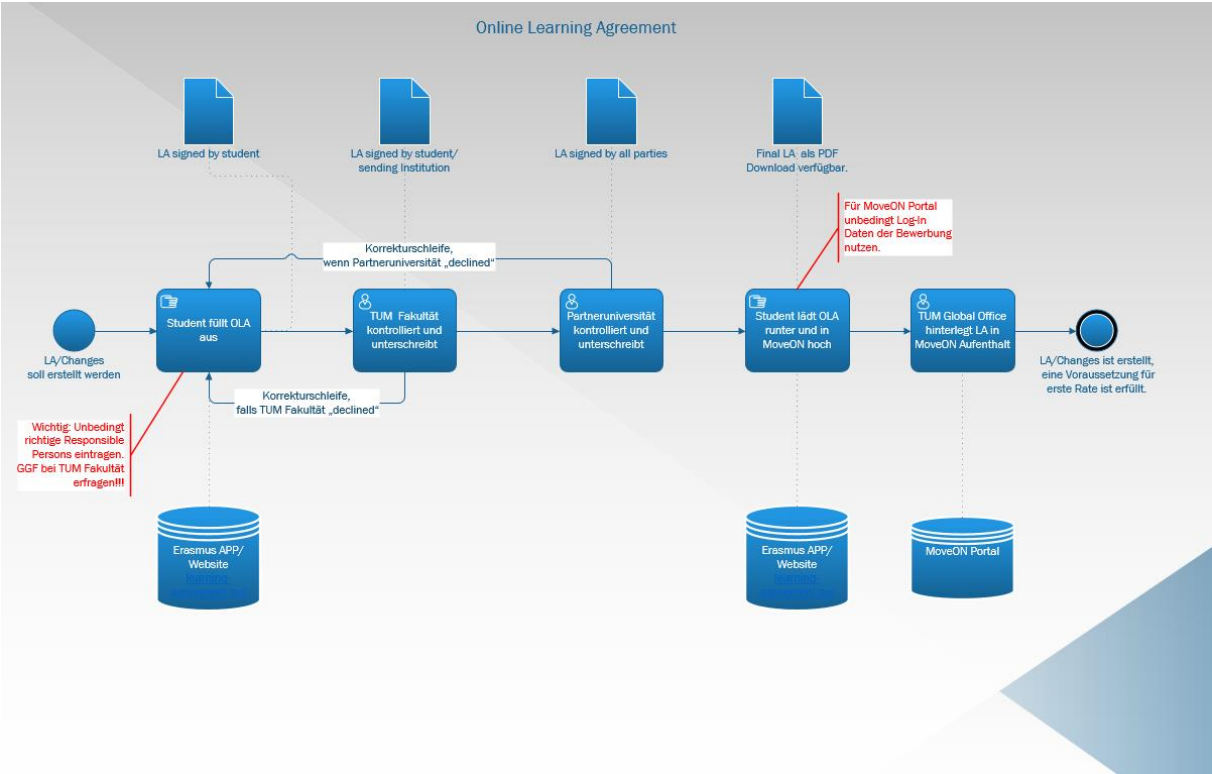 Online Learning Agreement
LA signed by student
LA signed by student/
sending Institution
LA signed by all parties
Final LA als PDF
Download verfügbar.
Für MoveON Portal
unbedingt Log-In
Daten der Bewerbung
nutzen.
Korrekturschleife,
wenn Partneruniversität „declined“
LA/Changes
soll erstellt werden
Student füllt OLA
aus
TUM Fakultät
kontrolliert und
unterschreibt
Partneruniversität
kontrolliert und
unterschreibt
Student lädt OLA
runter und in
MoveON hoch
TUM Global Office
hinterlegt LA in
MoveON Aufenthalt
LA/Changes ist erstellt,
eine Voraussetzung für
erste Rate ist erfüllt.
Korrekturschleife,
falls TUM Fakultät „declined“
Wichtig: Unbedingt
richtige Responsible
Persons eintragen.
GGF bei TUM Fakultät
erfragen!!!
Erasmus APP/
Website
learning-
Erasmus APP/
Website
learning-
MoveON Portal